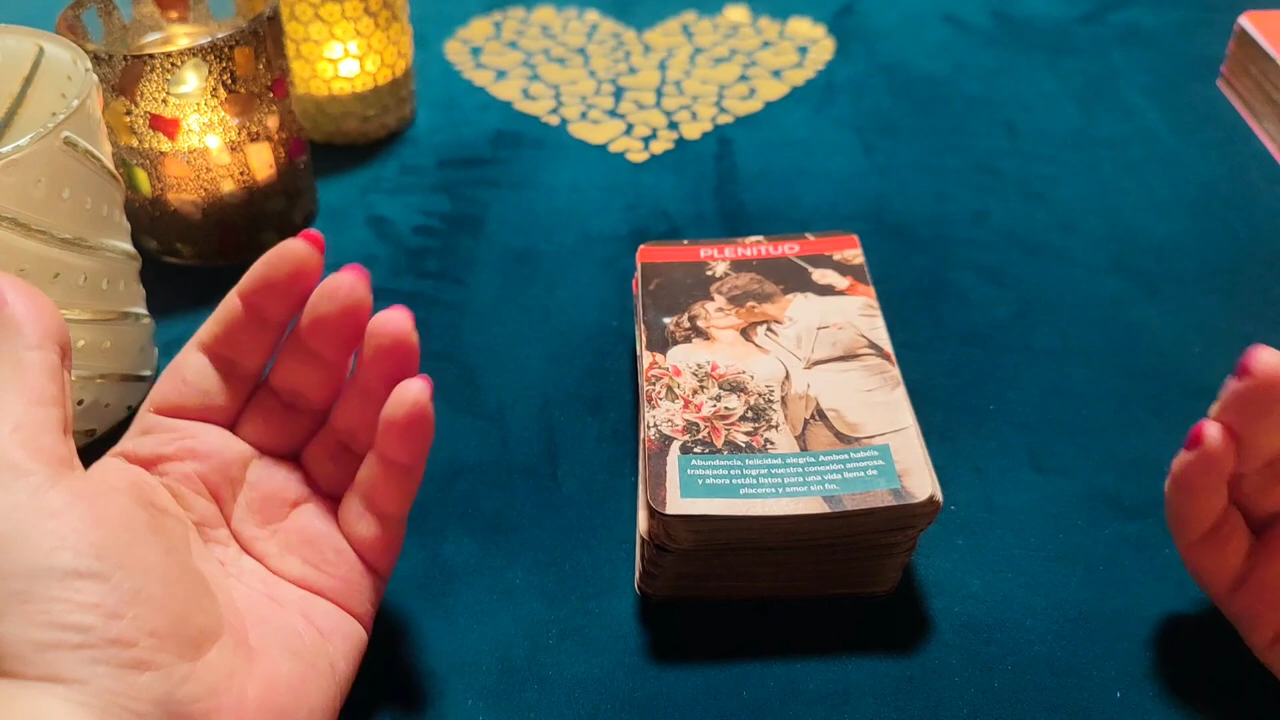 PLENITUD
Abundancia, felicidad, alegría. Ambos habéis
trabajado en lograr vuestra conexión amorosa,
y ahora estáis listos para una vida llena de
placeres y amor sin fin.